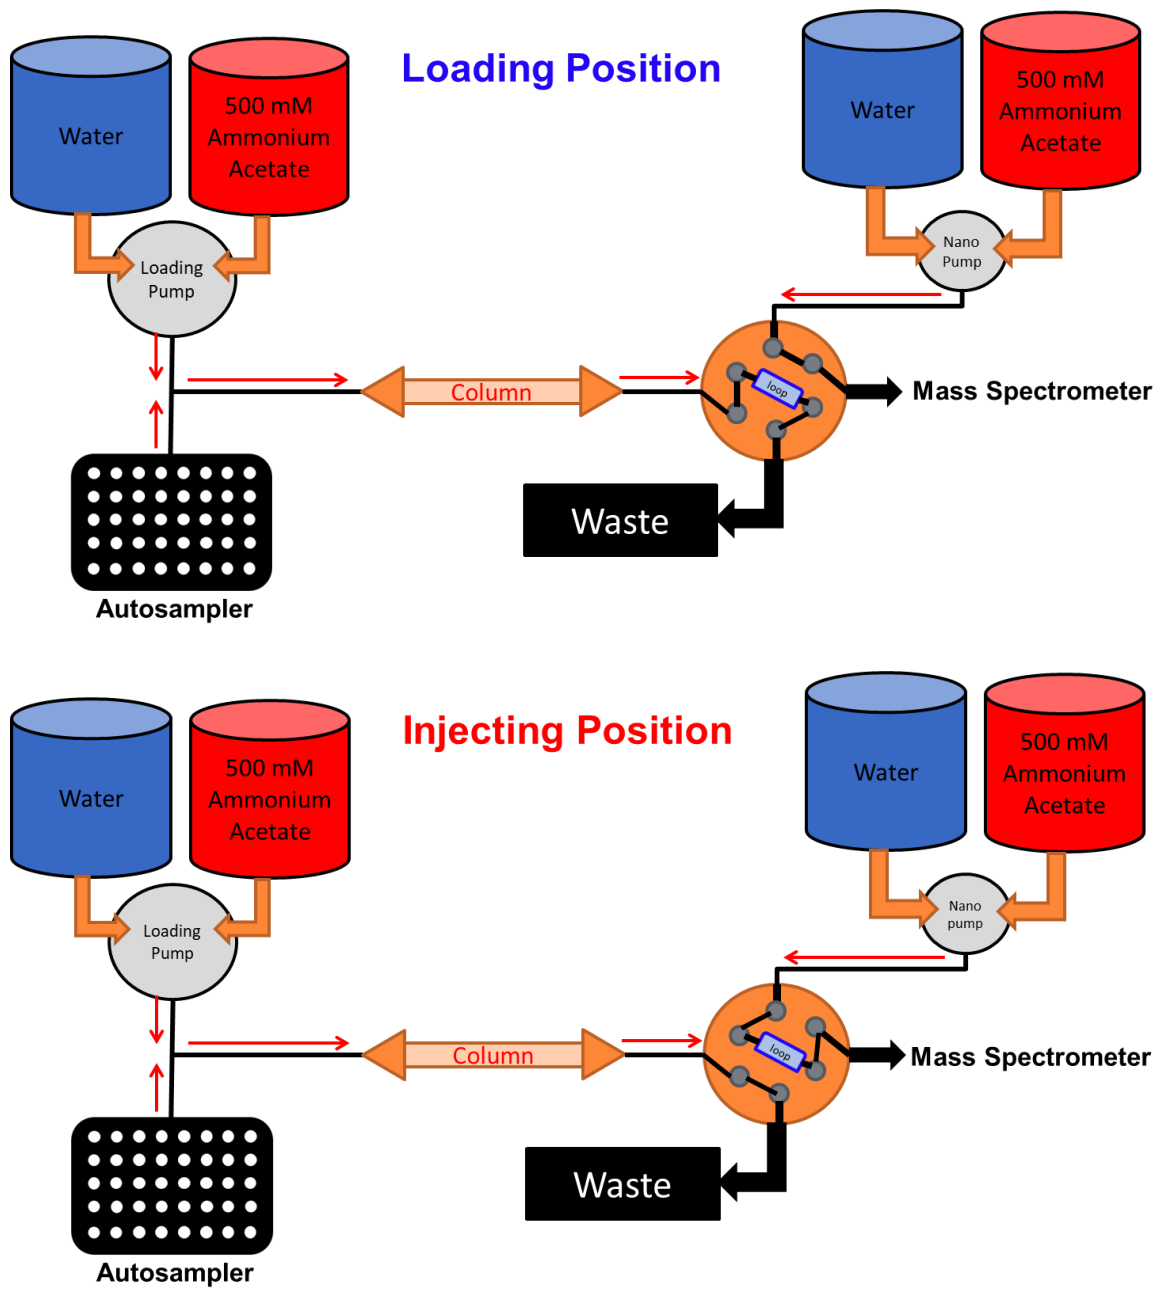 Loading Position
Water
500 mM
Ammonium
Acetate
Water
500 mM
Ammonium
Acetate
Loading
Pump
Nano
Pump
Column
loop
Mass Spectrometer
Waste
Autosampler
Injecting Position
Water
500 mM
Ammonium
Acetate
Water
500 mM
Ammonium
Acetate
Loading
Pump
Nano
pump
Column
loop
Mass Spectrometer
Waste
Autosampler